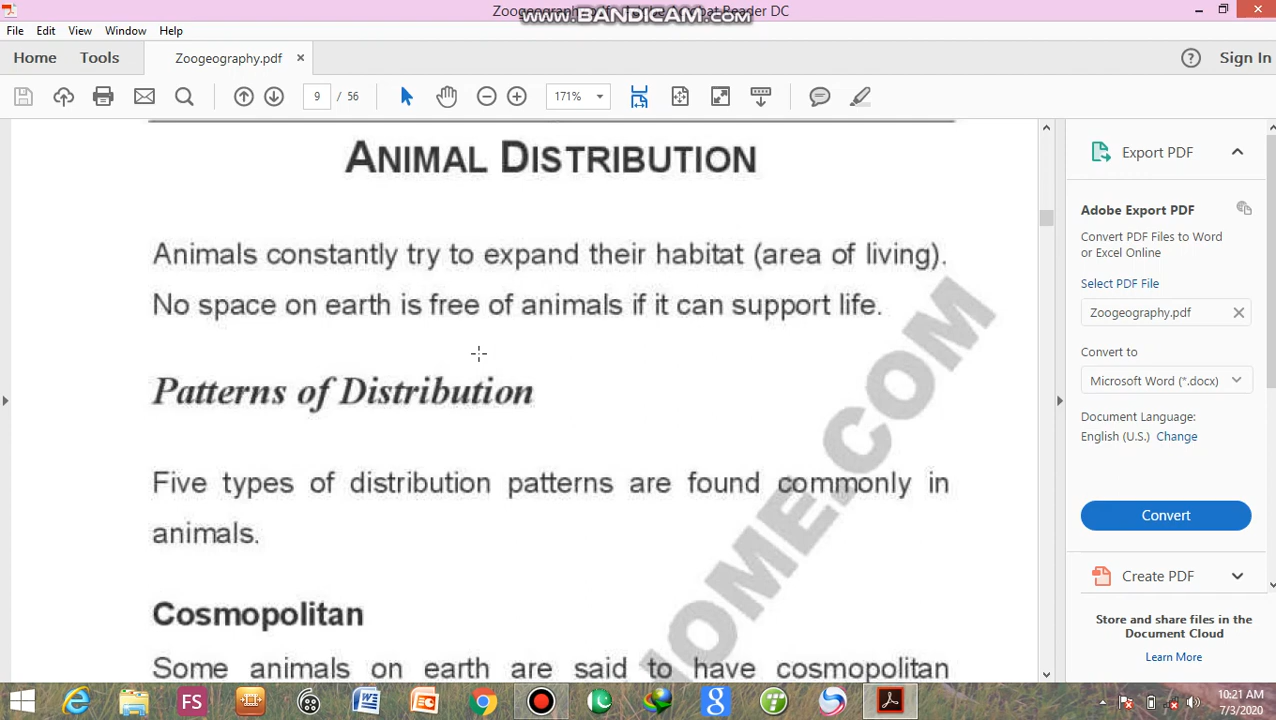 Zoogeography.pdf - Adobe Acrobat Reader DC
www.BANDICAM.com
File Edit View Window Help
Home Tools Zoogeography.pdf × ? Sign In
9 / 56 171%
ANIMAL DISTRIBUTION
Animals constantly try to expand their habitat (area of living).
No space on earth is free of animals if it can support life.
Patterns of Distribution
Five types of distribution patterns are found commonly in
animals.
Cosmopolitan
Some animals on earth are said to have cosmopolitan
HOME.COM
Export PDF
Adobe Export PDF
Convert PDF Files to Word
or Excel Online
Select PDF File
Zoogeography.pdf
Convert to
Microsoft Word (*.docx)
Document Language:
English (U.S.) Change
Convert
Create PDF
Store and share files in the
Document Cloud
Learn More
FS
10:21 AM
7/3/2020